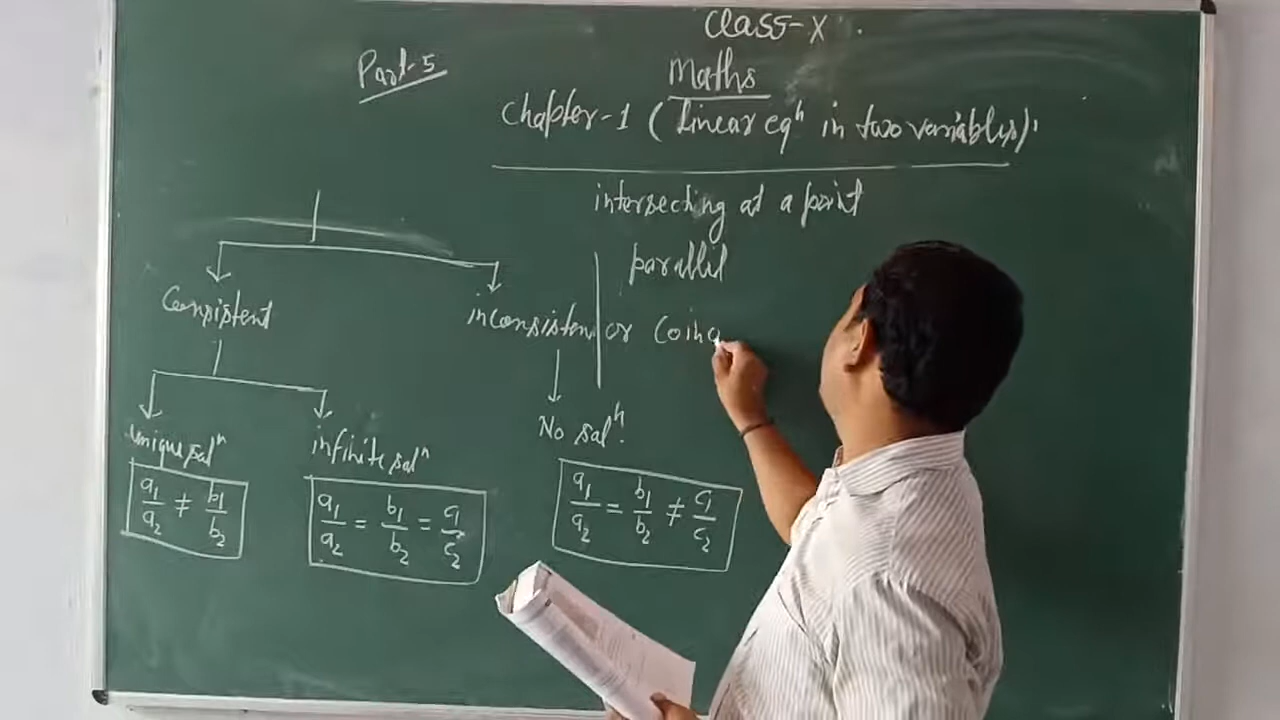 Class-X.
Part-5
Maths
Chapter-1 (Linear eqⁿ in two variables)'
intersecting at a point
parallel
Consistent
inconsistent
or Coinc
unique solⁿ
infinite solⁿ
No solⁿ.
a₁/a₂ ≠ b₁/b₂
a₁/a₂ = b₁/b₂ = c₁/c₂
a₁/a₂ = b₁/b₂ ≠ c₁/c₂